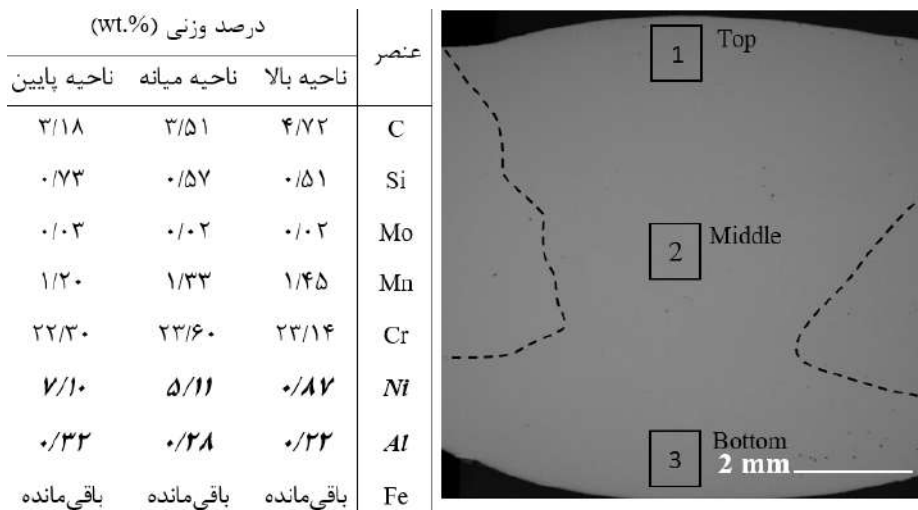 عنصر درصد وزنی (wt.%)
ناحیه بالا ناحیه میانه ناحیه پایین
C ۴/۷۲ ۳/۵۱ ۳/۱۸
Si ۰/۵۱ ۰/۵۷ ۰/۷۳
Mo ۰/۰۲ ۰/۰۲ ۰/۰۳
Mn ۱/۴۵ ۱/۳۳ ۱/۲۰
Cr ۲۳/۱۴ ۲۳/۶۰ ۲۲/۳۰
Ni ۰/۸۷ ۵/۱۱ ۷/۱۰
Al ۰/۲۲ ۰/۲۸ ۰/۳۲
Fe باقی‌مانده باقی‌مانده باقی‌مانده
1 Top
2 Middle
3 Bottom
2 mm